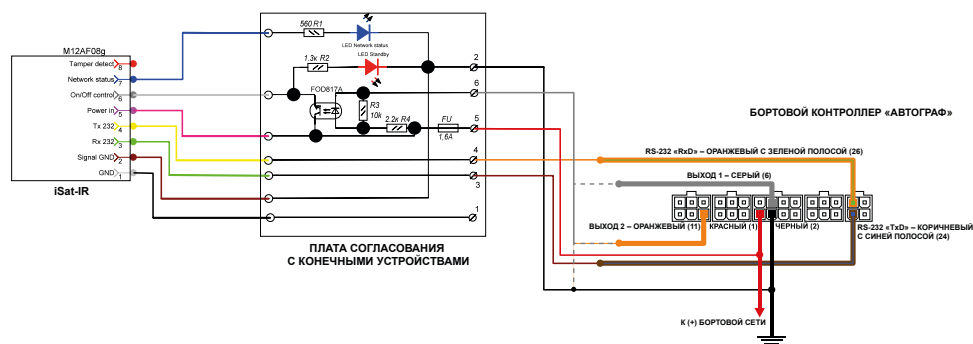 M12AF08g
Tamper detect 8
Network status 7
On/Off control 6
Power in 5
Tx 232 4
Rx 232 3
Signal GND 2
GND 1
iSat-IR
560 R1
LED Network status
1.3к R2
LED Standby
FOD817A
R3
10k
2.2к R4
FU
1,6A
2
6
5
4
3
1
ПЛАТА СОГЛАСОВАНИЯ
С КОНЕЧНЫМИ УСТРОЙСТВАМИ
БОРТОВОЙ КОНТРОЛЛЕР «АВТОГРАФ»
RS-232 «RxD» – ОРАНЖЕВЫЙ С ЗЕЛЕНОЙ ПОЛОСОЙ (26)
ВЫХОД 1 – СЕРЫЙ (6)
ВЫХОД 2 – ОРАНЖЕВЫЙ (11)
КРАСНЫЙ (1)
ЧЕРНЫЙ (2)
RS-232 «TxD» – КОРИЧНЕВЫЙ
С СИНЕЙ ПОЛОСОЙ (24)
К (+) БОРТОВОЙ СЕТИ